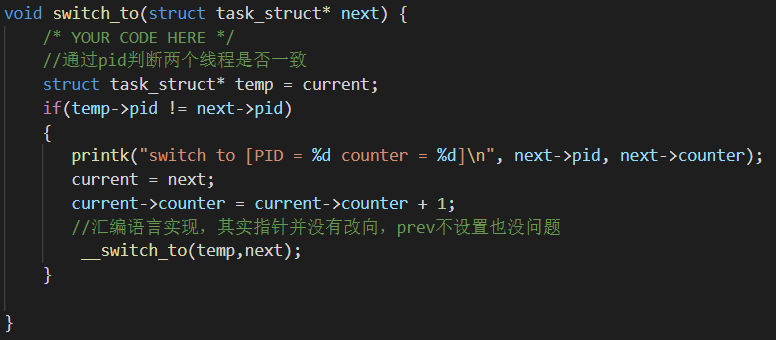 void switch_to(struct task_struct* next) {
/* YOUR CODE HERE */
//通过pid判断两个线程是否一致
struct task_struct* temp = current;
if(temp->pid != next->pid)
{
printk("switch to [PID = %d counter = %d]\n", next->pid, next->counter);
current = next;
current->counter = current->counter + 1;
//汇编语言实现，其实指针并没有改向，prev不设置也没问题
__switch_to(temp,next);
}
}